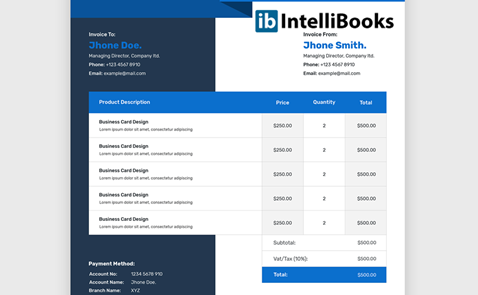 ib IntelliBooks
Invoice To:
Jhone Doe.
Managing Director, Company ltd.
Phone: +123 4567 8910
Email: example@mail.com
Invoice From:
Jhone Smith.
Managing Director, Company ltd.
Phone: +123 4567 8910
Email: example@mail.com
Product Description Price Quantity Total
Business Card Design
Lorem ipsum dolor sit amet, consectetur adipiscing
$250.00 2 $500.00
Business Card Design
Lorem ipsum dolor sit amet, consectetur adipiscing
$250.00 2 $500.00
Business Card Design
Lorem ipsum dolor sit amet, consectetur adipiscing
$250.00 2 $500.00
Business Card Design
Lorem ipsum dolor sit amet, consectetur adipiscing
$250.00 2 $500.00
Business Card Design
Lorem ipsum dolor sit amet, consectetur adipiscing
$250.00 2 $500.00
Subtotal: $500.00
Vat/Tax (10%): $500.00
Total: $500.00
Payment Method:
Account No: 1234 5678 910
Account Name: Jhone Doe.
Branch Name: XYZ